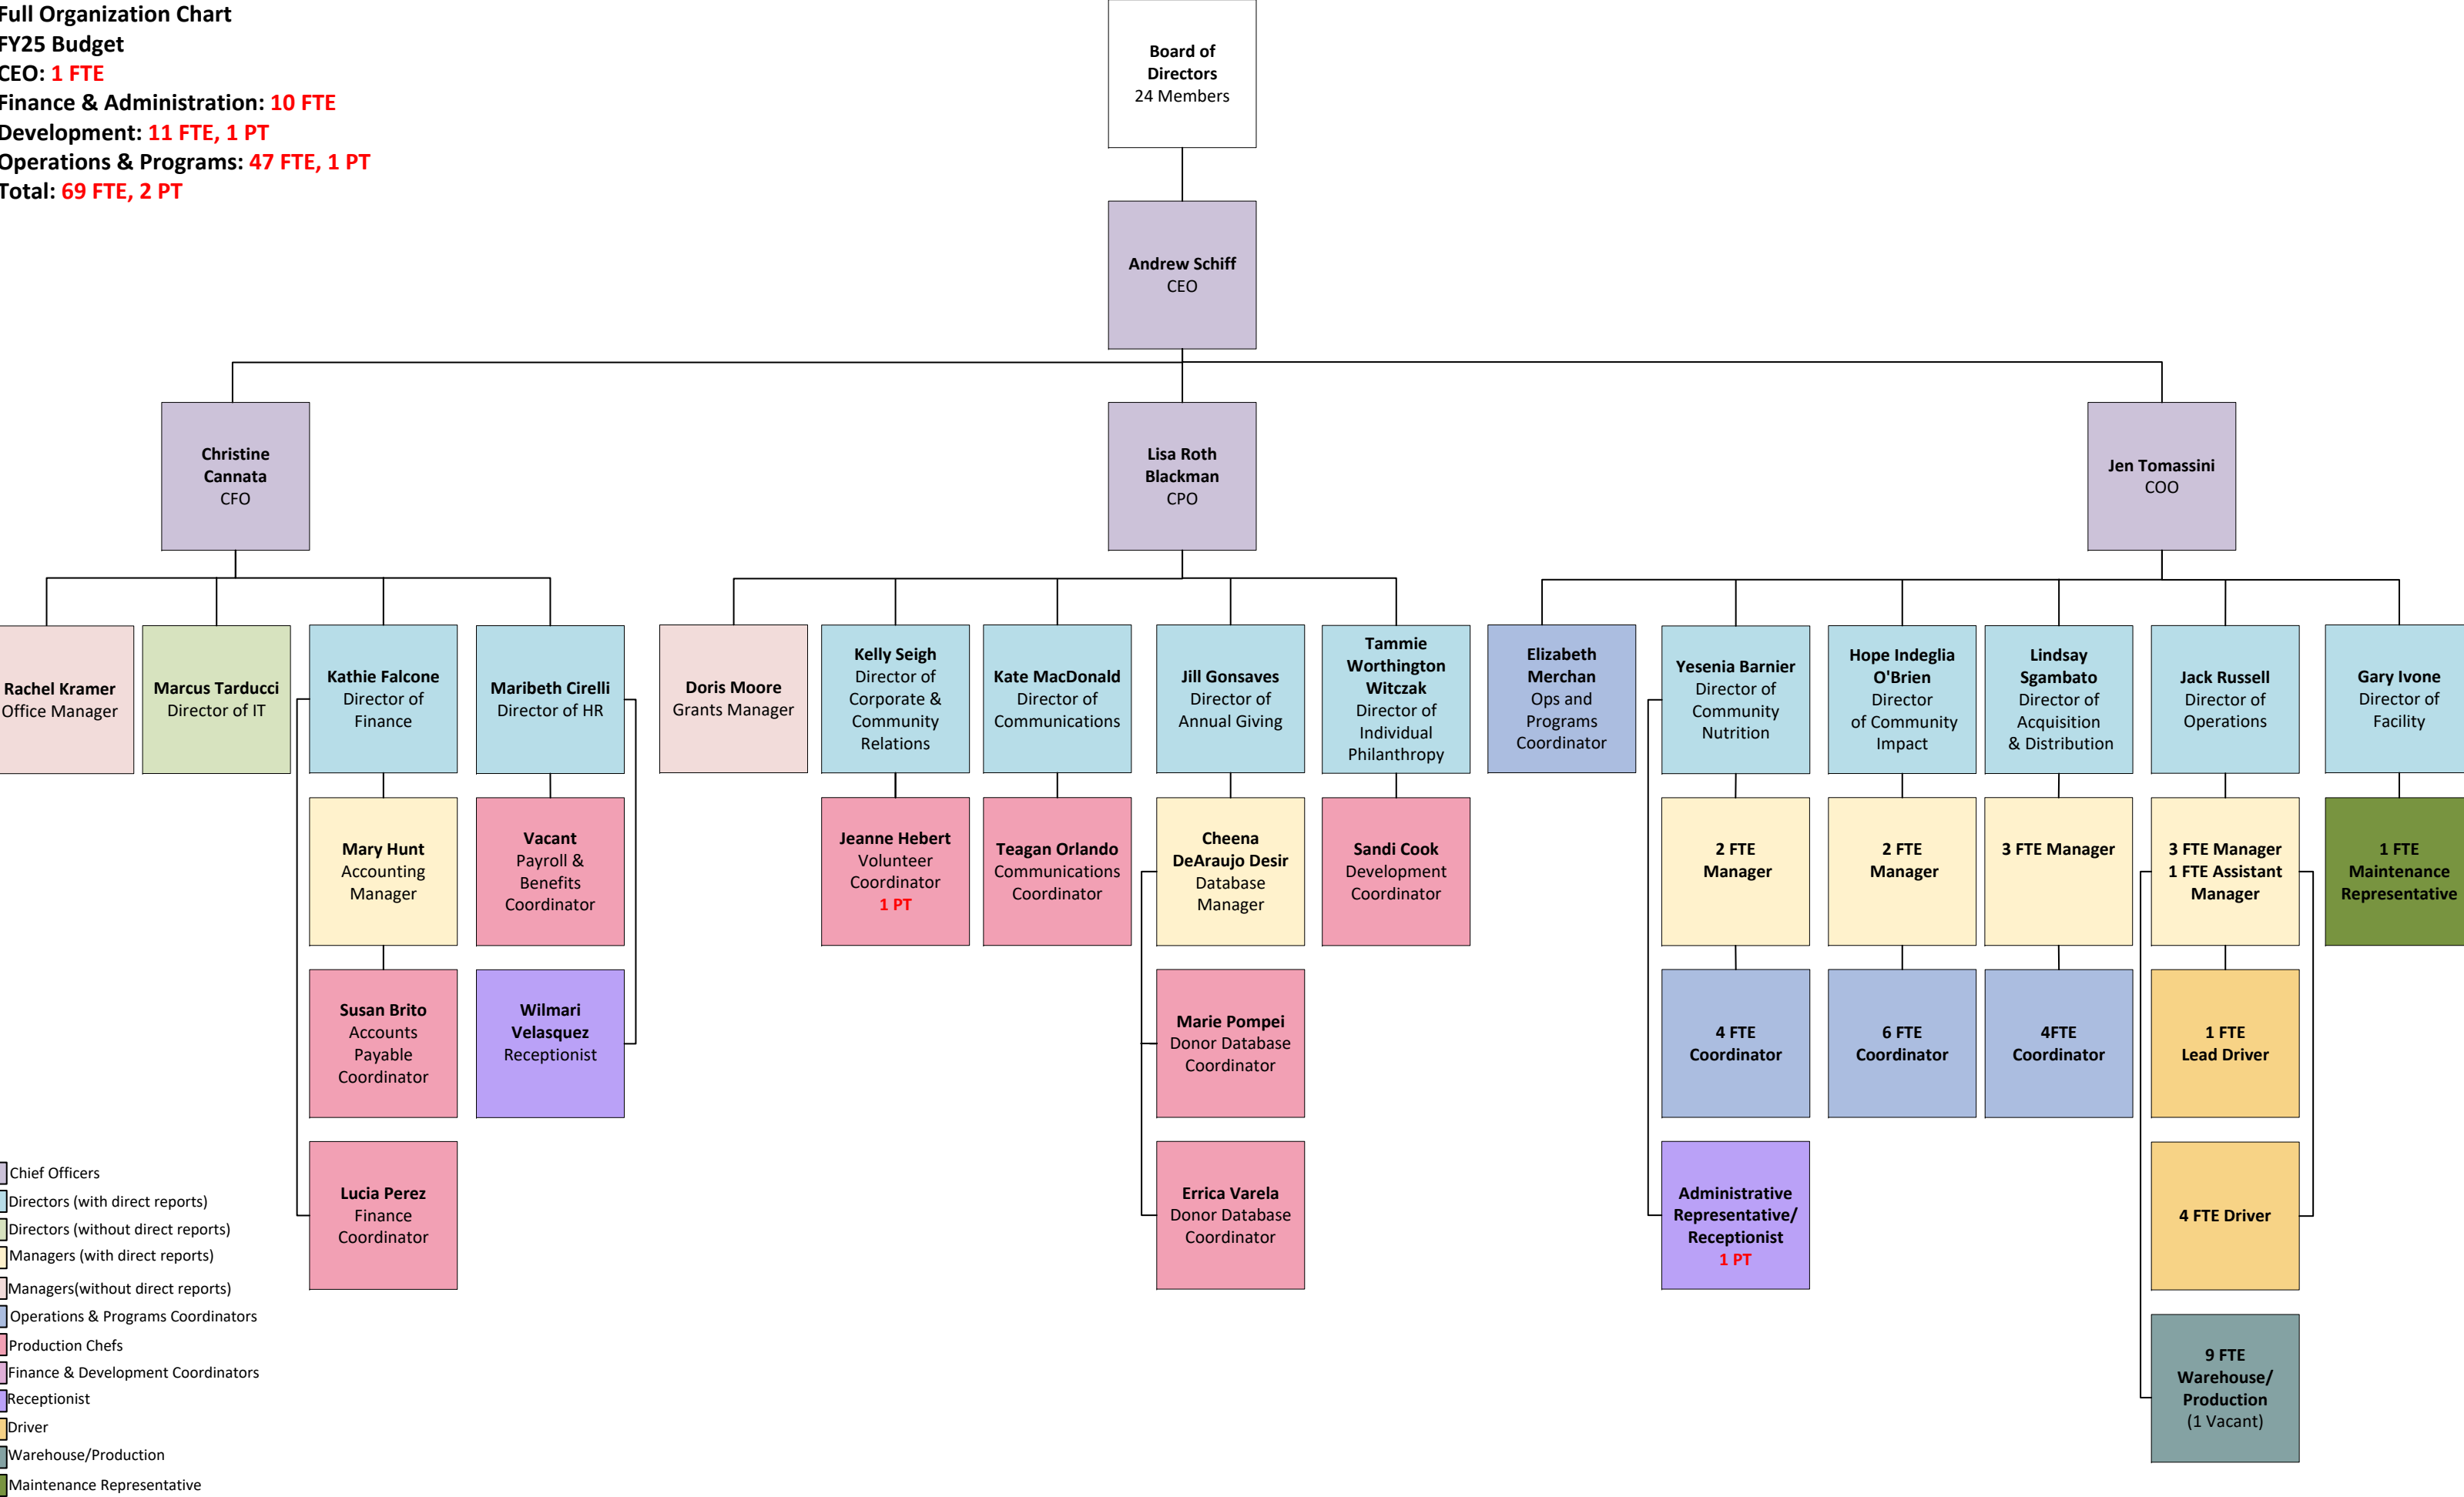 Full Organization Chart
FY25 Budget
CEO: 1 FTE
Finance & Administration: 10 FTE
Development: 11 FTE, 1 PT
Operations & Programs: 47 FTE, 1 PT
Total: 69 FTE, 2 PT
Board of
Directors
24 Members
Andrew Schiff
CEO
Christine
Cannata
CFO
Lisa Roth
Blackman
CPO
Jen Tomassini
COO
Rachel Kramer
Office Manager
Marcus Tarducci
Director of IT
Kathie Falcone
Director of
Finance
Maribeth Cirelli
Director of HR
Doris Moore
Grants Manager
Kelly Seigh
Director of
Corporate &
Community
Relations
Kate MacDonald
Director of
Communications
Jill Gonsaves
Director of
Annual Giving
Tammie
Worthington
Witczak
Director of
Individual
Philanthropy
Elizabeth
Merchan
Ops and
Programs
Coordinator
Yesenia Barnier
Director of
Community
Nutrition
Hope Indeglia
O'Brien
Director
of Community
Impact
Lindsay
Sgambato
Director of
Acquisition
& Distribution
Jack Russell
Director of
Operations
Gary Ivone
Director of
Facility
Mary Hunt
Accounting
Manager
Vacant
Payroll &
Benefits
Coordinator
Jeanne Hebert
Volunteer
Coordinator
1 PT
Teagan Orlando
Communications
Coordinator
Cheena
DeAraujo Desir
Database
Manager
Sandi Cook
Development
Coordinator
2 FTE
Manager
2 FTE
Manager
3 FTE Manager
3 FTE Manager
1 FTE Assistant
Manager
1 FTE
Maintenance
Representative
Susan Brito
Accounts
Payable
Coordinator
Wilmari
Velasquez
Receptionist
Marie Pompei
Donor Database
Coordinator
4 FTE
Coordinator
6 FTE
Coordinator
4FTE
Coordinator
1 FTE
Lead Driver
Lucia Perez
Finance
Coordinator
Errica Varela
Donor Database
Coordinator
Administrative
Representative/
Receptionist
1 PT
4 FTE Driver
9 FTE
Warehouse/
Production
(1 Vacant)
Chief Officers
Directors (with direct reports)
Directors (without direct reports)
Managers (with direct reports)
Managers(without direct reports)
Operations & Programs Coordinators
Production Chefs
Finance & Development Coordinators
Receptionist
Driver
Warehouse/Production
Maintenance Representative